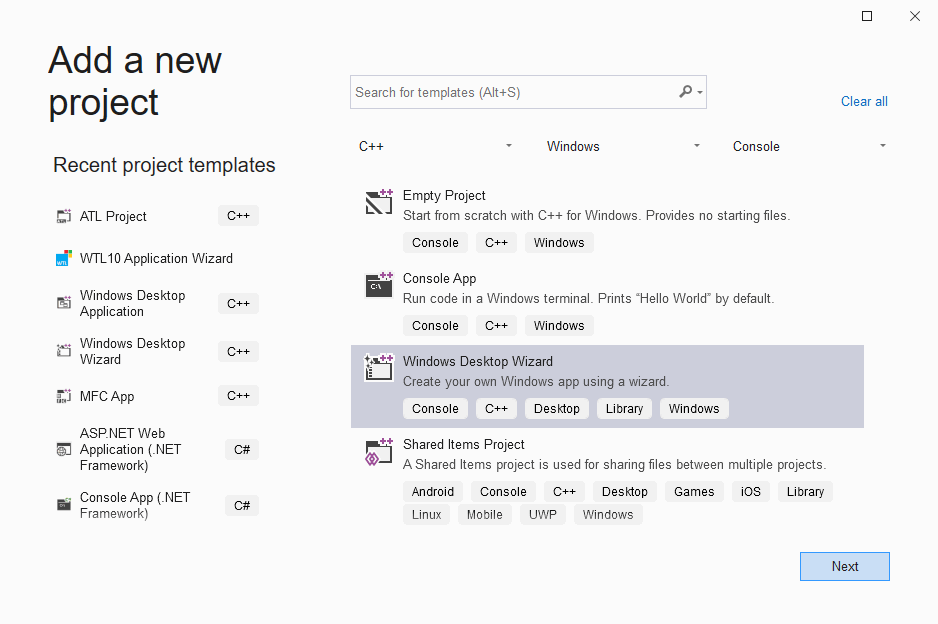 Add a new
project
Search for templates (Alt+S)
Clear all
C++ Windows Console
Recent project templates
ATL Project C++
WTL WTL10 Application Wizard
Windows Desktop
Application C++
Windows Desktop
Wizard C++
MFC App C++
ASP.NET Web
Application (.NET
Framework) C#
Console App (.NET
Framework) C#
Empty Project
Start from scratch with C++ for Windows. Provides no starting files.
Console C++ Windows
C:\
Console App
Run code in a Windows terminal. Prints “Hello World” by default.
Console C++ Windows
Windows Desktop Wizard
Create your own Windows app using a wizard.
Console C++ Desktop Library Windows
Shared Items Project
A Shared Items project is used for sharing files between multiple projects.
Android Console C++ Desktop Games iOS Library
Linux Mobile UWP Windows
Next